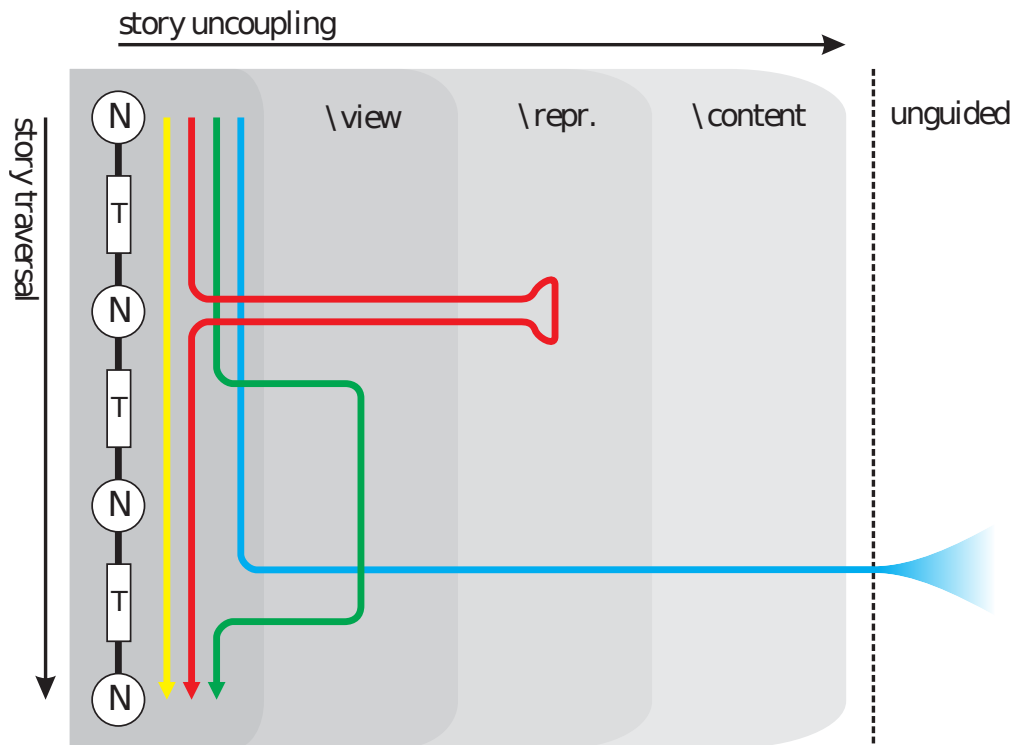 story uncoupling
\view
\repr.
\content
unguided
story traversal
N
T
N
T
N
T
N